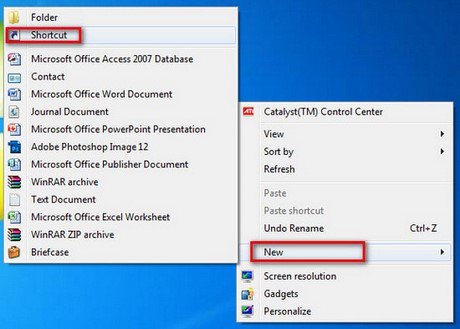 Folder
Shortcut
Microsoft Office Access 2007 Database
Contact
Microsoft Word Document
Journal Document
Microsoft Office PowerPoint Presentation
Adobe Photoshop Image 12
Microsoft Office Publisher Document
WinRAR archive
Text Document
Microsoft Office Excel Worksheet
WinRAR ZIP archive
Briefcase
ATI Catalyst(TM) Control Center
View
Sort by
Refresh
Paste
Paste shortcut
Undo Rename Ctrl+Z
New
Screen resolution
Gadgets
Personalize